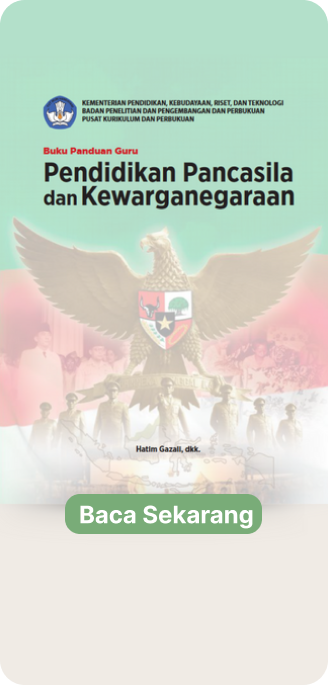 KEMENTERIAN PENDIDIKAN, KEBUDAYAAN, RISET, DAN TEKNOLOGI
BADAN PENELITIAN DAN PENGEMBANGAN DAN PERBUKUAN
PUSAT KURIKULUM DAN PERBUKUAN
Buku Panduan Guru
Pendidikan Pancasila
dan Kewarganegaraan
Hatim Gazali, dkk.
Baca Sekarang